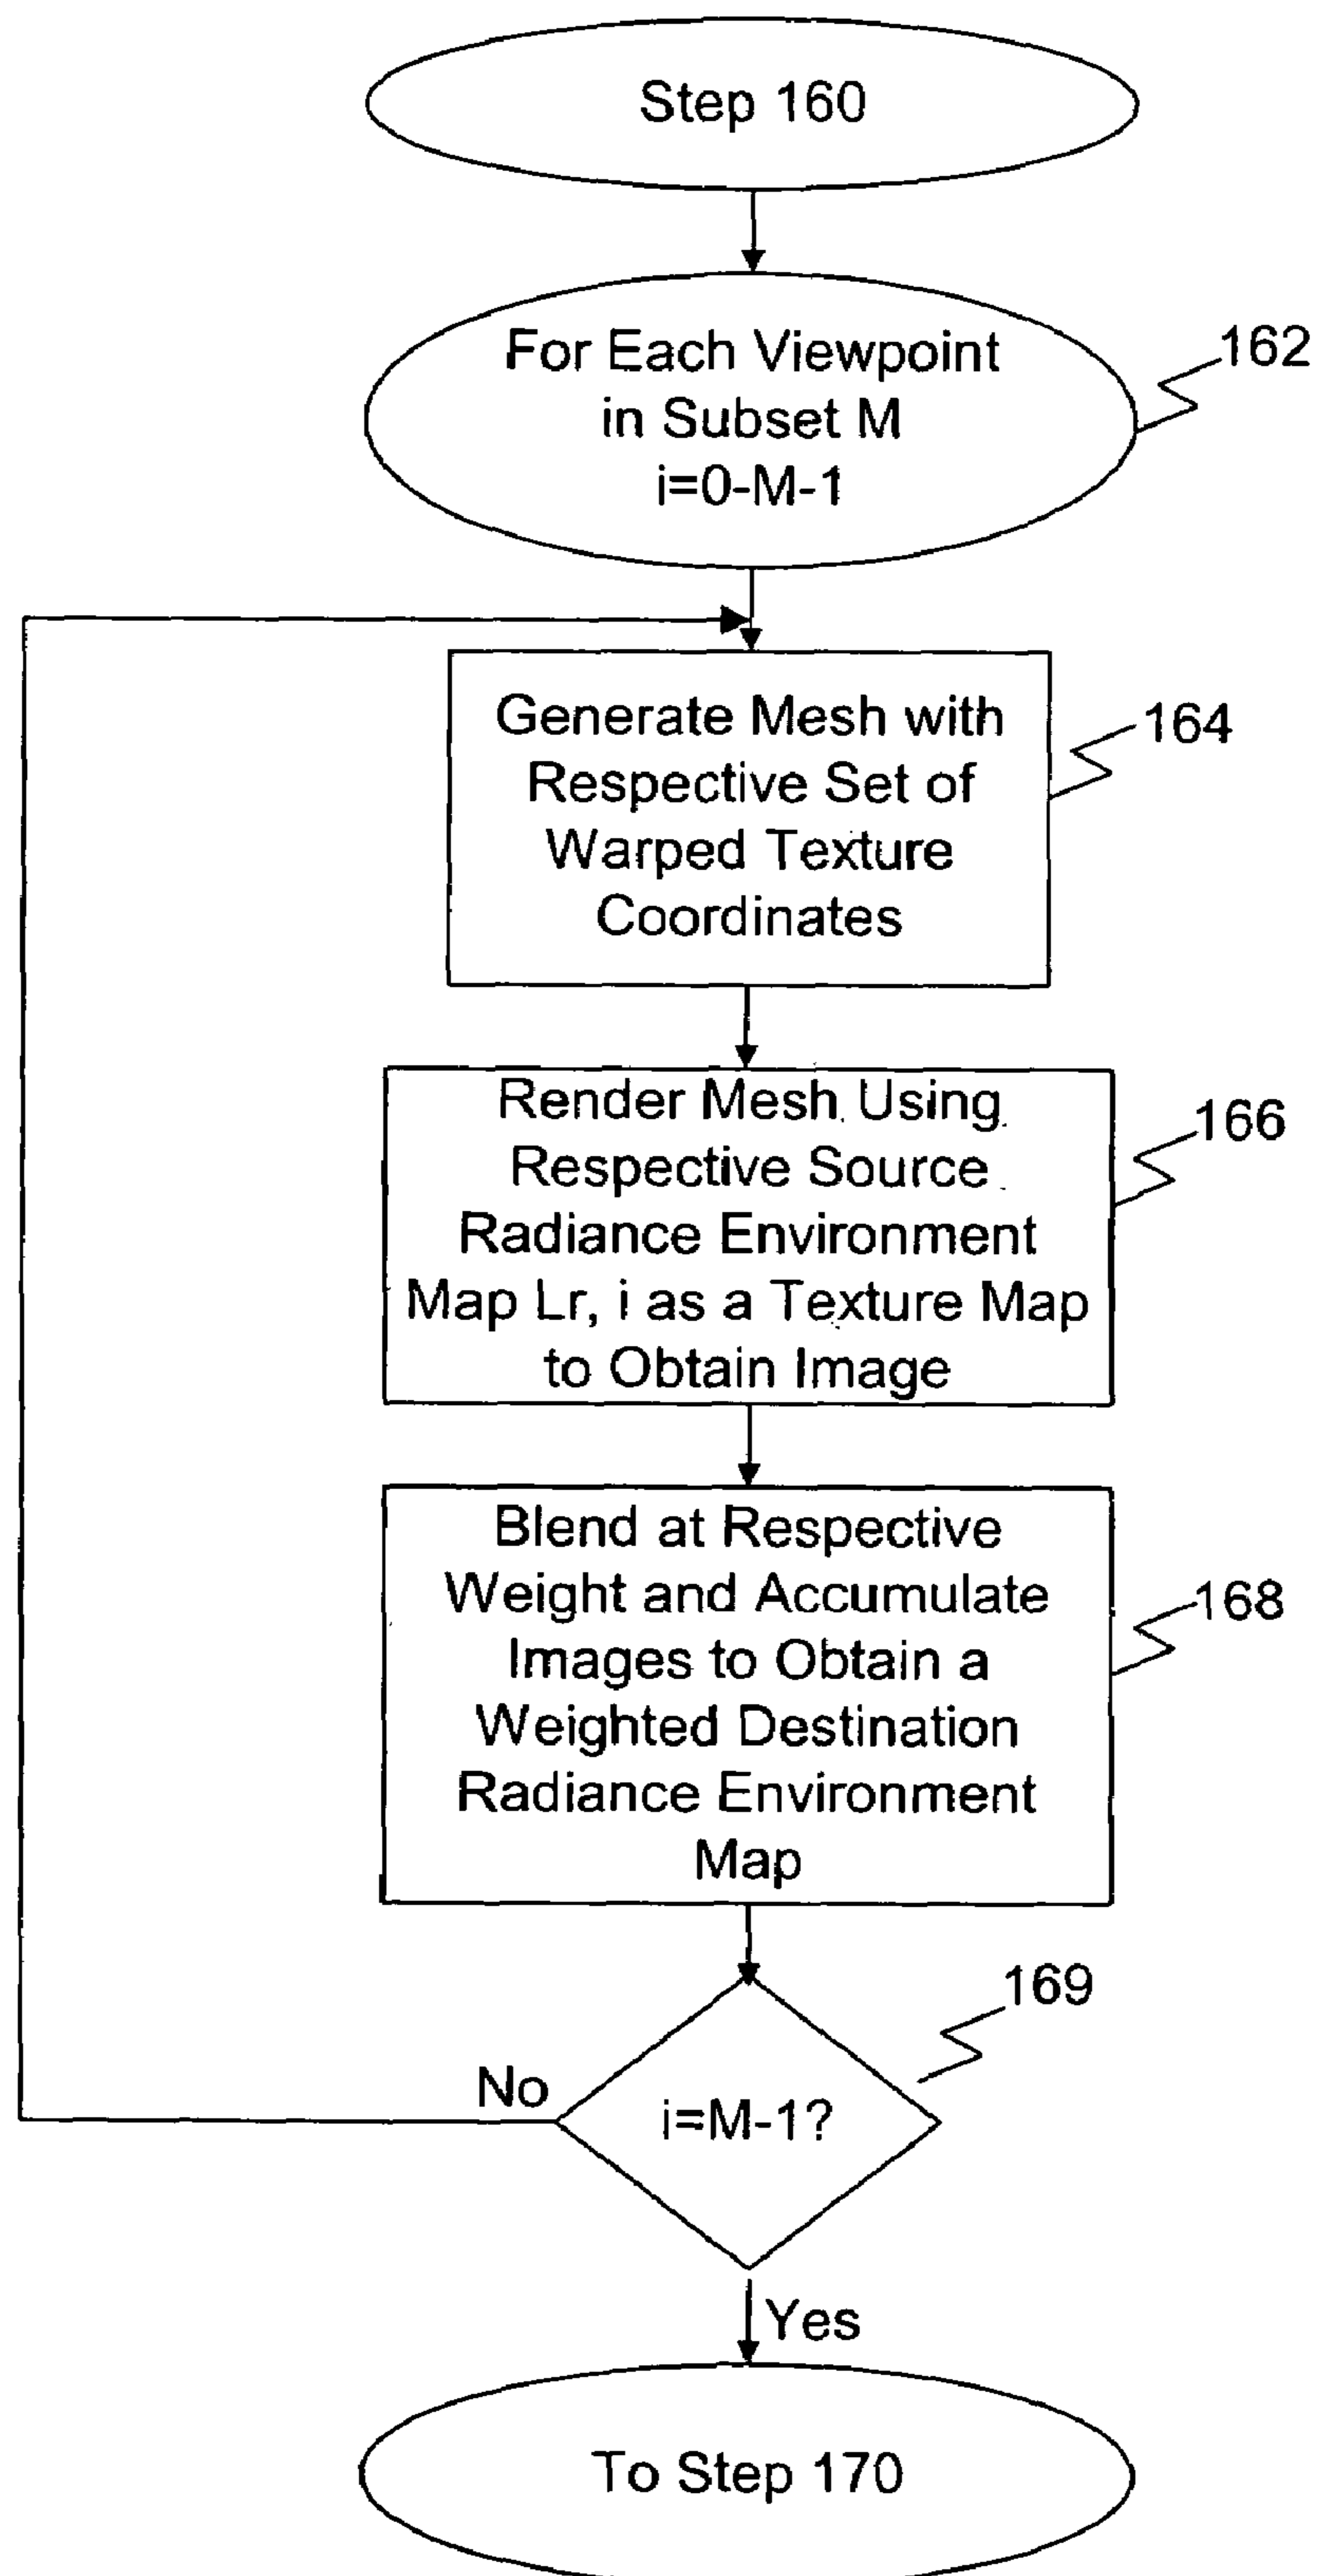 Step 160
For Each Viewpoint
in Subset M
i=0-M-1
162
Generate Mesh with
Respective Set of
Warped Texture
Coordinates
164
Render Mesh Using
Respective Source
Radiance Environment
Map Lr, i as a Texture Map
to Obtain Image
166
Blend at Respective
Weight and Accumulate
Images to Obtain a
Weighted Destination
Radiance Environment
Map
168
169
No
i=M-1?
Yes
To Step 170